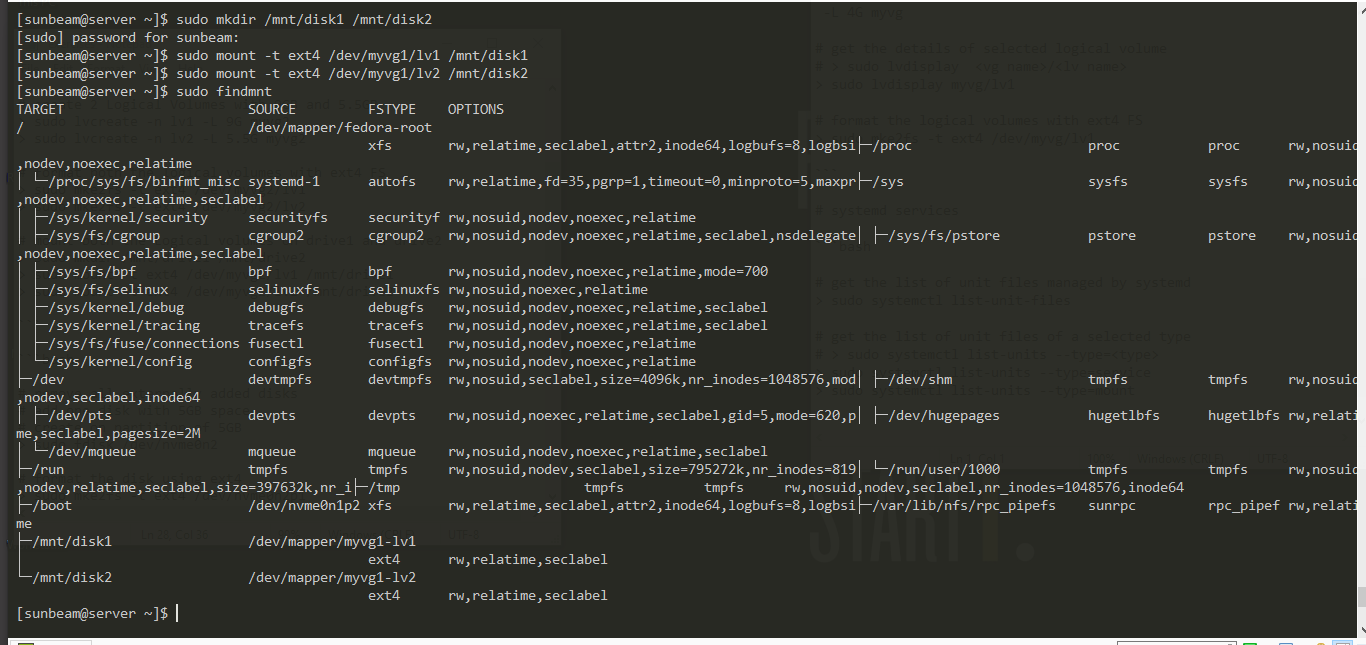 [sunbeam@server ~]$ sudo mkdir /mnt/disk1 /mnt/disk2
[sudo] password for sunbeam:
[sunbeam@server ~]$ sudo mount -t ext4 /dev/myvg1/lv1 /mnt/disk1
[sunbeam@server ~]$ sudo mount -t ext4 /dev/myvg1/lv2 /mnt/disk2
[sunbeam@server ~]$ sudo findmnt
TARGET SOURCE FSTYPE OPTIONS
/ /dev/mapper/fedora-root
xfs rw,relatime,seclabel,attr2,inode64,logbufs=8,logbsi├─/proc proc proc rw,nosuid
,nodev,noexec,relatime
│ └─/proc/sys/fs/binfmt_misc systemd-1 autofs rw,relatime,fd=35,pgrp=1,timeout=0,minproto=5,maxpr├─/sys sysfs sysfs rw,nosuid
,nodev,noexec,relatime,seclabel
│ ├─/sys/kernel/security securityfs securityf rw,nosuid,nodev,noexec,relatime
│ ├─/sys/fs/cgroup cgroup2 cgroup2 rw,nosuid,nodev,noexec,relatime,seclabel,nsdelegate│ ├─/sys/fs/pstore pstore pstore rw,nosuid
,nodev,noexec,relatime,seclabel
│ ├─/sys/fs/bpf bpf bpf rw,nosuid,nodev,noexec,relatime,mode=700
│ ├─/sys/fs/selinux selinuxfs selinuxfs rw,nosuid,noexec,relatime
│ ├─/sys/kernel/debug debugfs debugfs rw,nosuid,nodev,noexec,relatime,seclabel
│ ├─/sys/kernel/tracing tracefs tracefs rw,nosuid,nodev,noexec,relatime,seclabel
│ ├─/sys/fs/fuse/connections fusectl fusectl rw,nosuid,nodev,noexec,relatime
│ └─/sys/kernel/config configfs configfs rw,nosuid,nodev,noexec,relatime
├─/dev devtmpfs devtmpfs rw,nosuid,seclabel,size=4096k,nr_inodes=1048576,mod│ ├─/dev/shm tmpfs tmpfs rw,nosuid
,nodev,seclabel,inode64
│ ├─/dev/pts devpts devpts rw,nosuid,noexec,relatime,seclabel,gid=5,mode=620,p│ ├─/dev/hugepages hugetlbfs hugetlbfs rw,relati
me,seclabel,pagesize=2M
│ └─/dev/mqueue mqueue mqueue rw,nosuid,nodev,noexec,relatime,seclabel
├─/run tmpfs tmpfs rw,nosuid,nodev,seclabel,size=795272k,nr_inodes=819│ └─/run/user/1000 tmpfs tmpfs rw,nosuid
,nodev,relatime,seclabel,size=397632k,nr_i├─/tmp tmpfs tmpfs rw,nosuid,nodev,seclabel,nr_inodes=1048576,inode64
├─/boot /dev/nvme0n1p2 xfs rw,relatime,seclabel,attr2,inode64,logbufs=8,logbsi├─/var/lib/nfs/rpc_pipefs sunrpc rpc_pipef rw,relati
me
├─/mnt/disk1 /dev/mapper/myvg1-lv1
│ ext4 rw,relatime,seclabel
└─/mnt/disk2 /dev/mapper/myvg1-lv2
ext4 rw,relatime,seclabel
[sunbeam@server ~]$